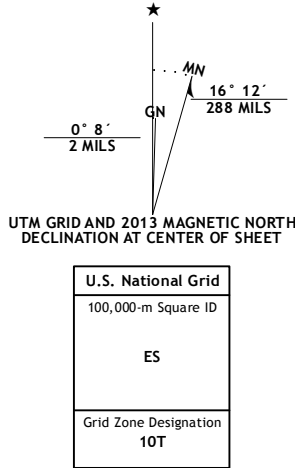 ★
MN
GN
16° 12´
288 MILS
0° 8´
2 MILS
UTM GRID AND 2013 MAGNETIC NORTH
DECLINATION AT CENTER OF SHEET
U.S. National Grid
100,000-m Square ID
ES
Grid Zone Designation
10T